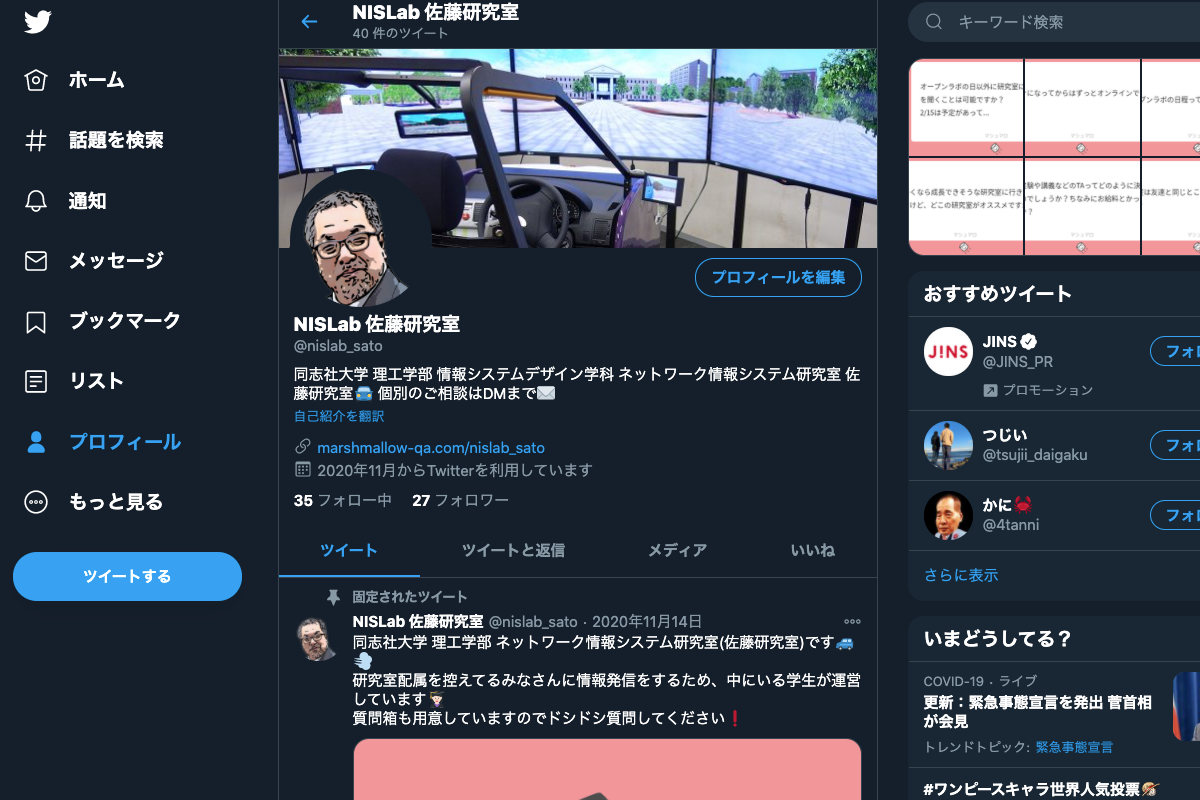 ホーム
話題を検索
通知
メッセージ
ブックマーク
リスト
プロフィール
もっと見る
ツイートする
NISLab 佐藤研究室
40 件のツイート
プロフィールを編集
NISLab 佐藤研究室
@nislab_sato
同志社大学 理工学部 情報システムデザイン学科 ネットワーク情報システム研究室 佐
藤研究室🚘 個別のご相談はDMまで✉️
自己紹介を翻訳
marshmallow-qa.com/nislab_sato
2020年11月からTwitterを利用しています
35 フォロー中 27 フォロワー
ツイート ツイートと返信 メディア いいね
固定されたツイート
NISLab 佐藤研究室 @nislab_sato · 2020年11月14日
同志社大学 理工学部 ネットワーク情報システム研究室(佐藤研究室)です🚙
💨
研究室配属を控えてるみなさんに情報発信をするため、中にいる学生が運営
しています👨🏻‍🎓
質問箱も用意していますのでドシドシ質問してください❗
キーワード検索
オープンラボの日以外に研究室に
を聞くことは可能ですか？
2/15は予定があって...
マシュマロ
になってからはずっとオンラインで
マシュマロ
プンラボの日程って
くなら成長できそうな研究室に行き
けど、どこの研究室がオススメです
マシュマロ
験や講義などのTAってどのように決
でしょうか？ちなみにお給料とかっ
？
マシュマロ
は友達と同じとこ
おすすめツイート
J!NS
JINS
@JINS_PR
プロモーション
フォロ
つじい
@tsujii_daigaku
フォロ
かに🦀
@4tanni
フォロ
さらに表示
いまどうしてる？
COVID-19 · ライブ
更新：緊急事態宣言を発出 菅首相
が会見
トレンドトピック: 緊急事態宣言
#ワンピースキャラ世界人気投票